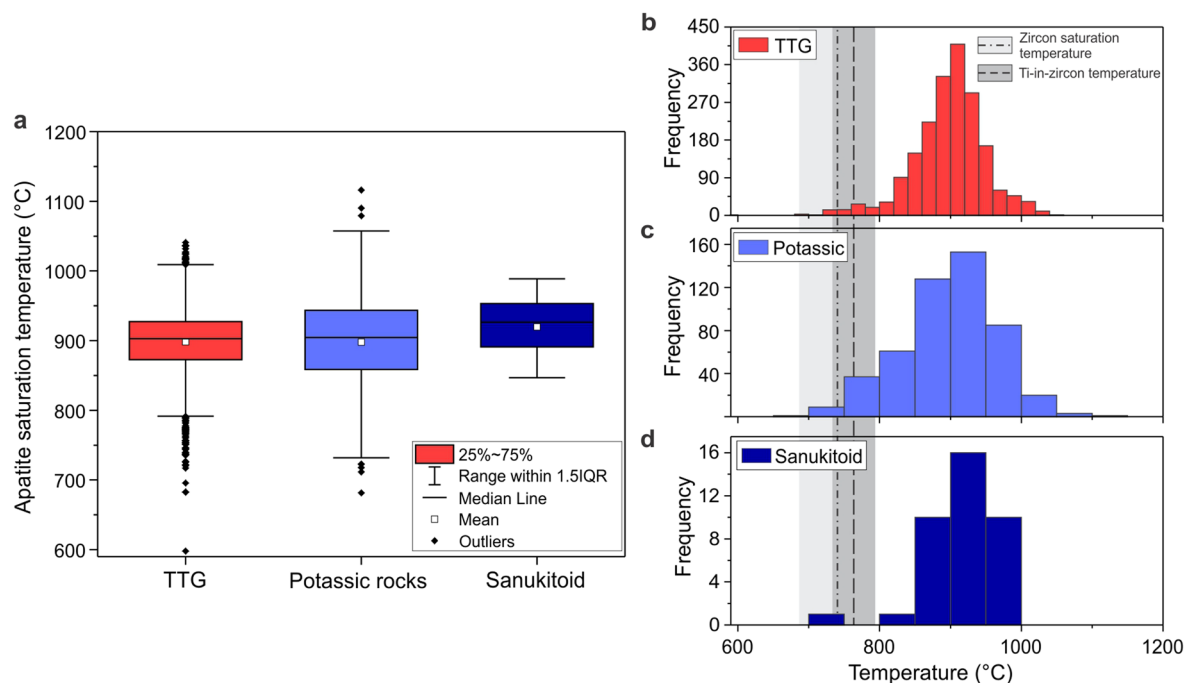 a
Apatite saturation temperature (°C)
1200
1100
1000
900
800
700
600
TTG
Potassic rocks
Sanukitoid
25%~75%
Range within 1.5IQR
Median Line
Mean
Outliers
b
Frequency
450
360
270
180
90
0
TTG
Zircon saturation
temperature
Ti-in-zircon temperature
c
Frequency
160
120
80
40
Potassic
d
Frequency
16
12
8
4
0
Sanukitoid
600
800
1000
1200
Temperature (°C)